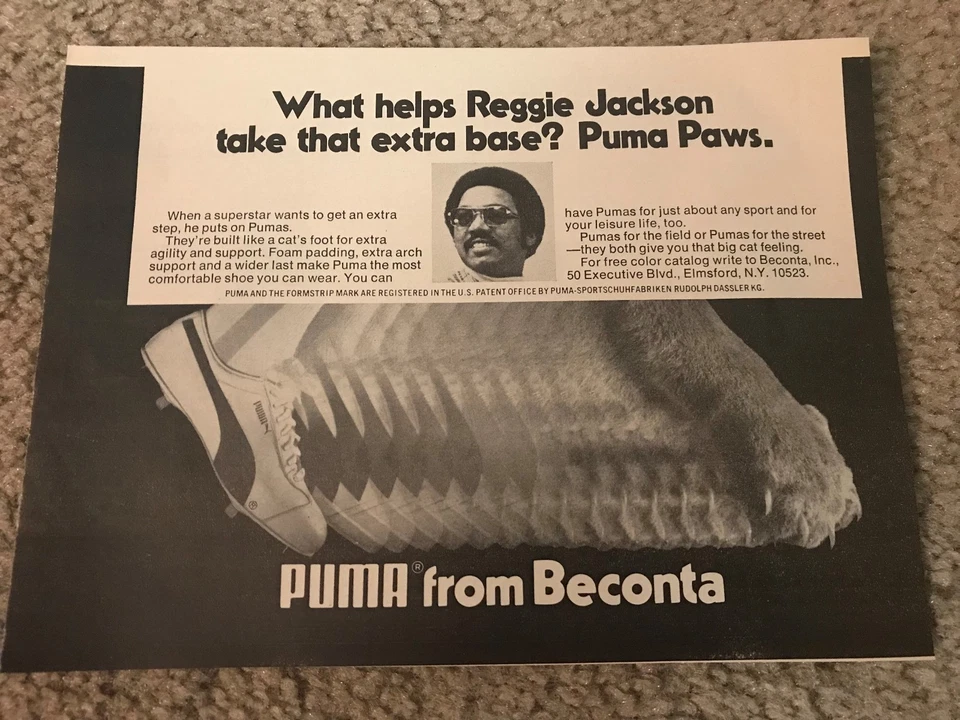 What helps Reggie Jackson
take that extra base? Puma Paws.
When a superstar wants to get an extra
step, he puts on Pumas.
They're built like a cat's foot for extra
agility and support. Foam padding, extra arch
support and a wider last make Puma the most
comfortable shoe you can wear. You can
have Pumas for just about any sport and for
your leisure life, too.
Pumas for the field or Pumas for the street
—they both give you that big cat feeling.
For free color catalog write to Beconta, Inc.,
50 Executive Blvd., Elmsford, N.Y. 10523.
PUMA AND THE FORMSTRIP MARK ARE REGISTERED IN THE U.S. PATENT OFFICE BY PUMA-SPORTSCHUHFABRIKEN RUDOLPH DASSLER KG.
PUMA
®
PUMA® from Beconta